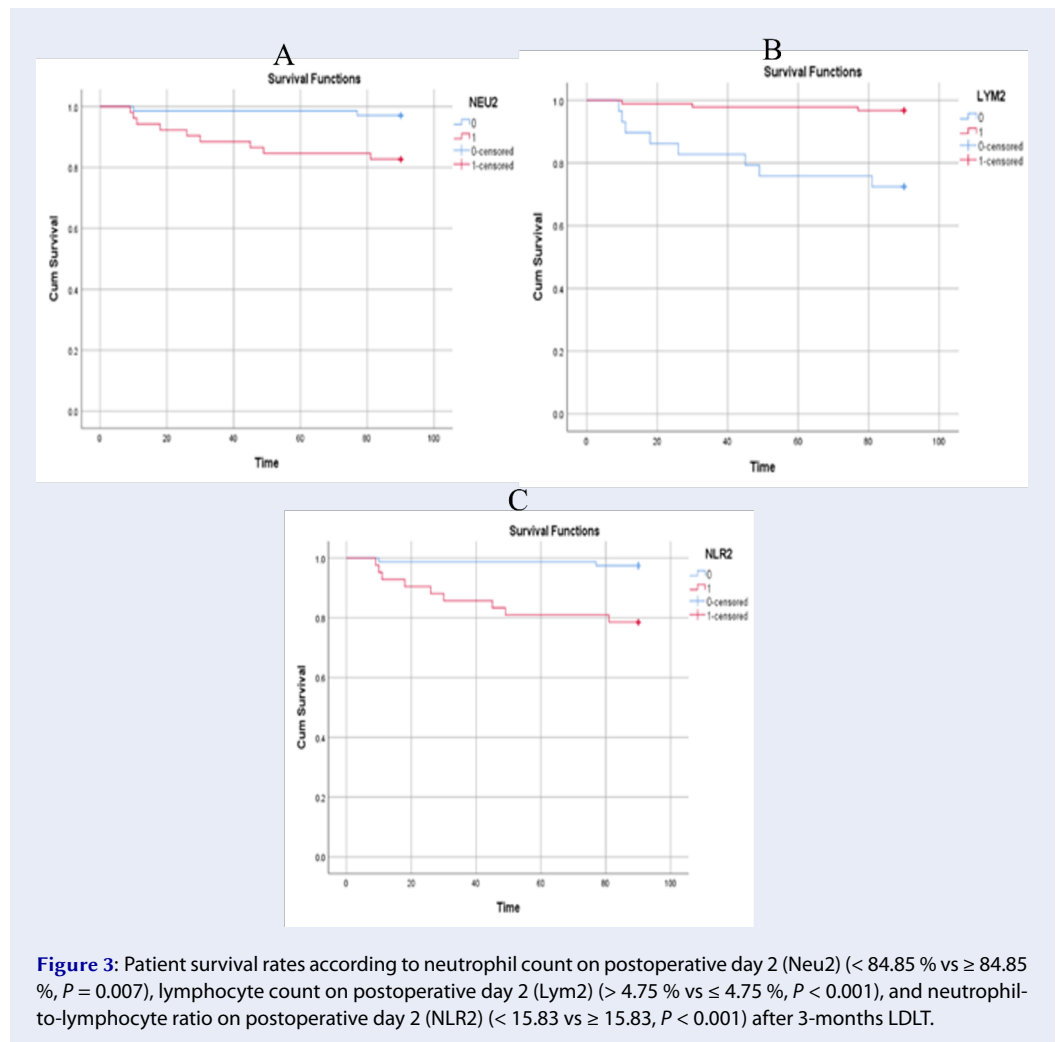 A
Survival Functions
NEU2
0
1
0-censored
1-censored
1.0
0.8
0.6
0.4
0.2
0.0
Cum Survival
0 20 40 60 80 100
Time
B
Survival Functions
LYM2
0
1
0-censored
1-censored
1.0
0.8
0.6
0.4
0.2
0.0
Cum Survival
0 20 40 60 80 100
Time
C
Survival Functions
NLR2
0
1
0-censored
1-censored
1.0
0.8
0.6
0.4
0.2
0.0
Cum Survival
0 20 40 60 80 100
Time
Figure 3: Patient survival rates according to neutrophil count on postoperative day 2 (Neu2) (< 84.85 % vs ≥ 84.85
%, P = 0.007), lymphocyte count on postoperative day 2 (Lym2) (> 4.75 % vs ≤ 4.75 %, P < 0.001), and neutrophil-
to-lymphocyte ratio on postoperative day 2 (NLR2) (< 15.83 vs ≥ 15.83, P < 0.001) after 3-months LDLT.